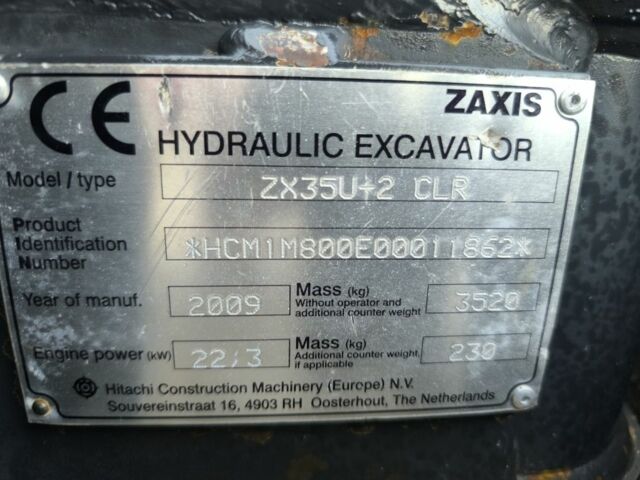 CE ZAXIS
HYDRAULIC EXCAVATOR
Model / type ZX35U-2 CLR
Product
Identification *HCM1M800E00011862*
Number
Year of manuf. 2009 Mass (kg) Without operator and additional counter weight 3520
Engine power (kW) 22,3 Mass (kg) Additional counter weight, if applicable 230
Hitachi Construction Machinery (Europe) N.V.
Souvereinstraat 16, 4903 RH Oosterhout, The Netherlands